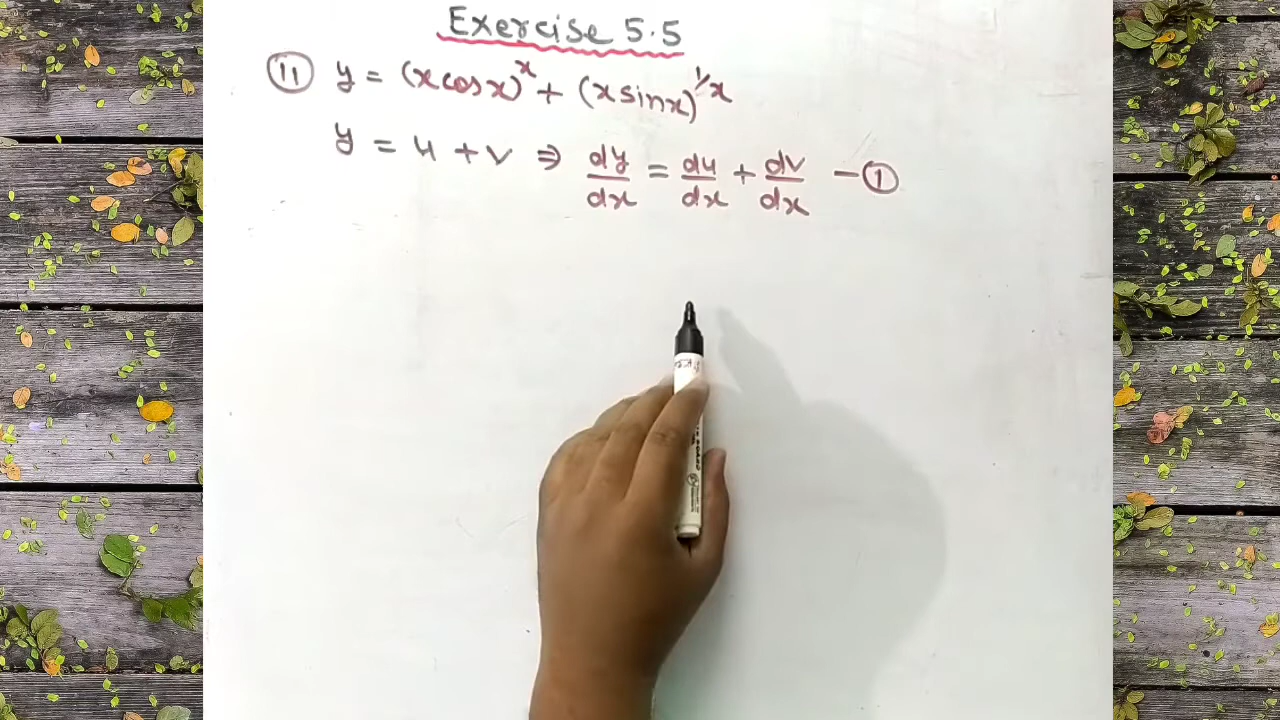 Exercise 5.5
⑪ y = (x cos x)^x + (x sin x)^1/x
y = u + v ⇒ dy/dx = du/dx + dv/dx - ①